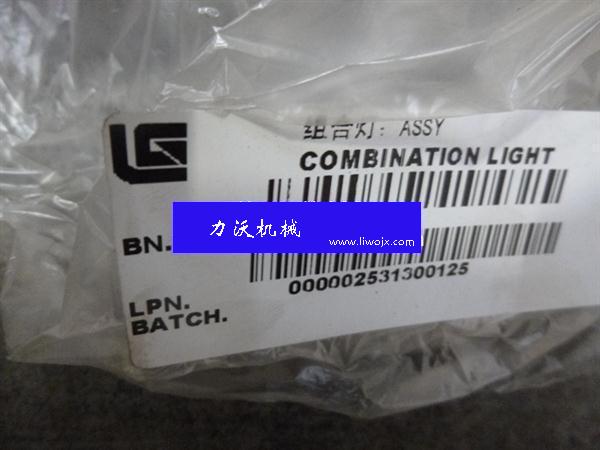 组合灯: ASSY
COMBINATION LIGHT
BN.
力沃机械
www.liwojx.com
000002531300125
LPN.
BATCH.